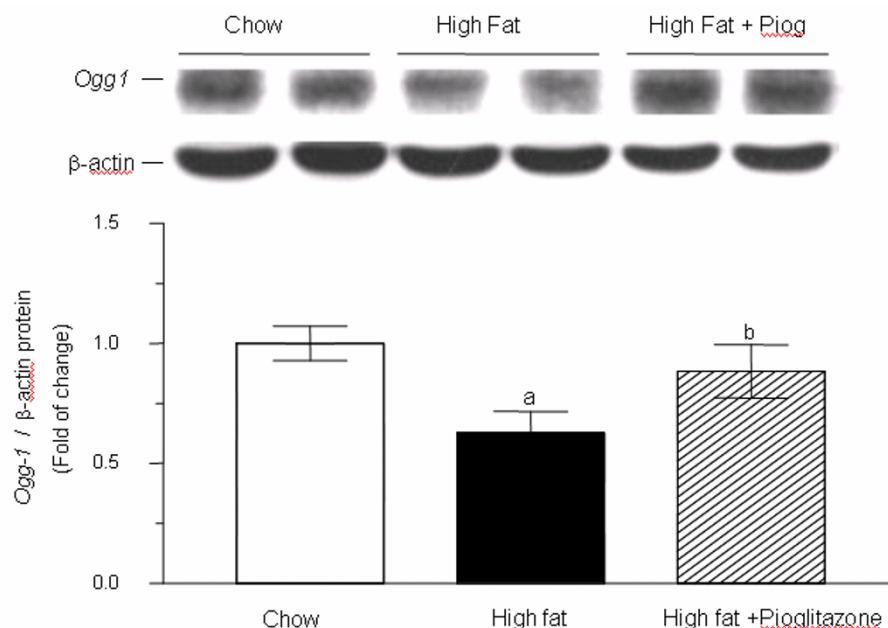 Chow High Fat High Fat + Piog
Ogg1
β-actin
1.5
1.0
0.5
0.0
Ogg-1 / β-actin protein
(Fold of change)
a
b
Chow High fat High fat +Pioglitazone